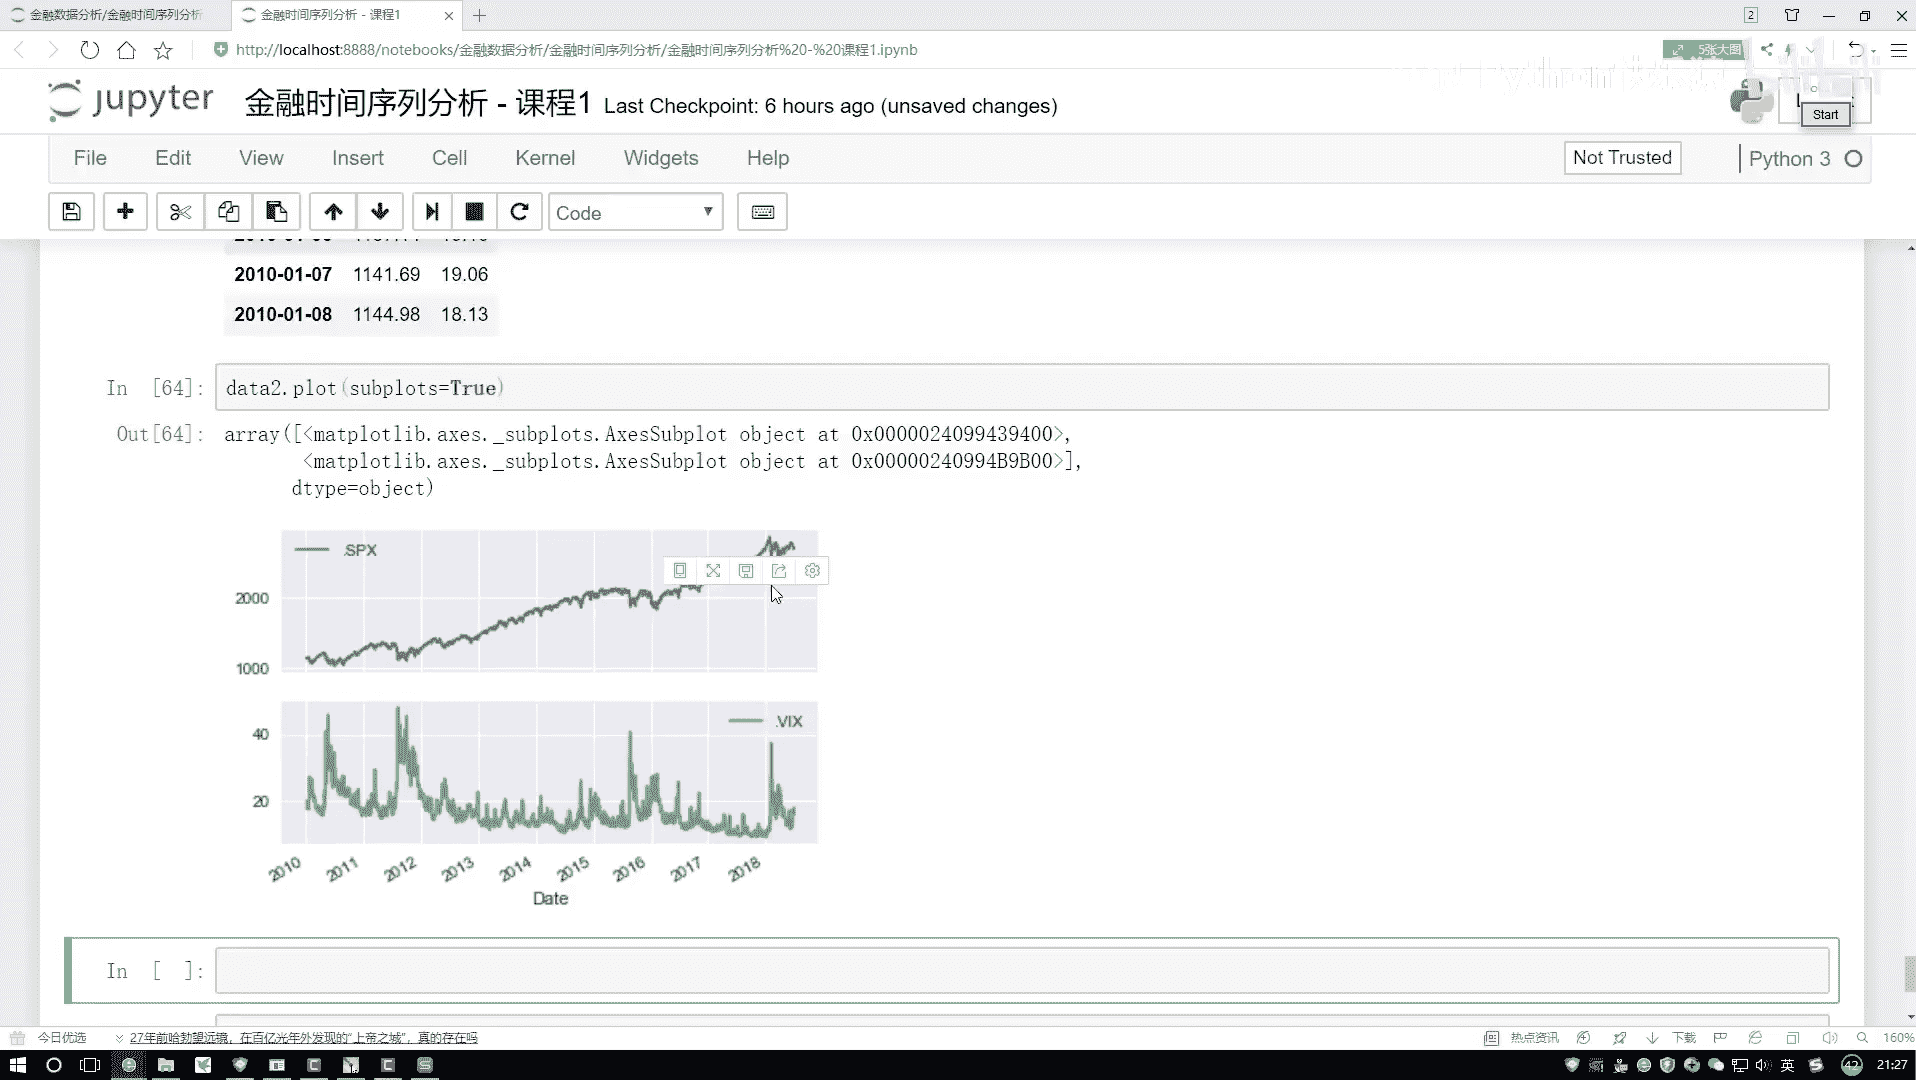 金融数据分析/金融时间序列分析
金融时间序列分析 - 课程1
2
http://localhost:8888/notebooks/金融数据分析/金融时间序列分析/金融时间序列分析%20-%20课程1.ipynb
5张大图
jupyter 金融时间序列分析 - 课程1 Last Checkpoint: 6 hours ago (unsaved changes)
Start
File Edit View Insert Cell Kernel Widgets Help
Not Trusted
Python 3
Code
2010-01-07 1141.69 19.06
2010-01-08 1144.98 18.13
In [64]: data2.plot(subplots=True)
Out[64]: array([<matplotlib.axes._subplots.AxesSubplot object at 0x0000024099439400>,
<matplotlib.axes._subplots.AxesSubplot object at 0x00000240994B9B00>],
dtype=object)
.SPX
2000
1000
.VIX
40
20
2010 2011 2012 2013 2014 2015 2016 2017 2018
Date
In [ ]:
今日优选
27年前哈勃望远镜，在百亿光年外发现的“上帝之城”，真的存在吗
热点资讯
下载
160%
英
42
21:27